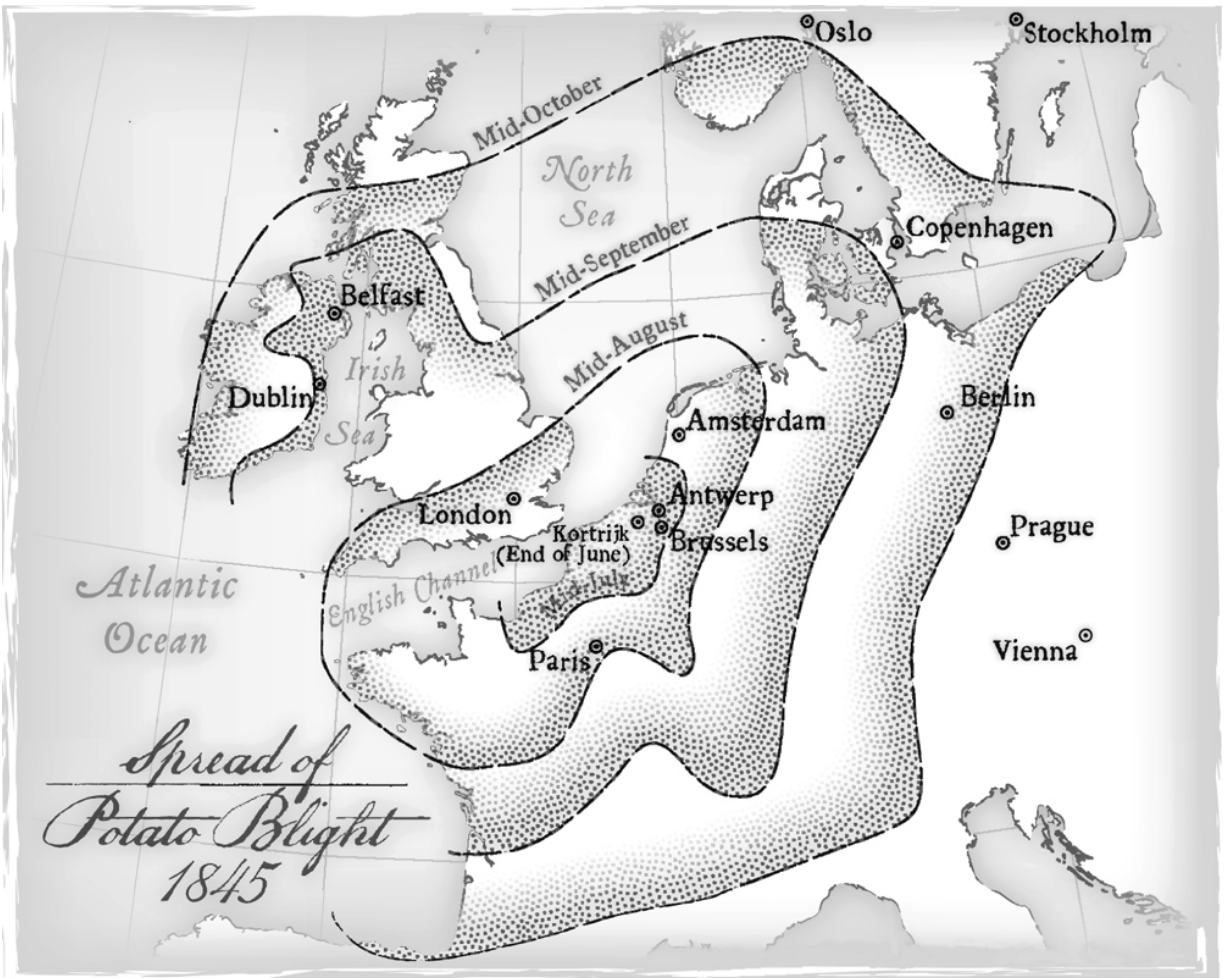 Oslo
Stockholm
Mid-October
North
Sea
Copenhagen
Mid-September
Belfast
Mid-August
Irish
Sea
Dublin
Berlin
Amsterdam
Antwerp
London
Kortrijk
(End of June)
Brussels
Prague
English Channel
Mid-July
Atlantic
Ocean
Paris
Vienna
Spread of
Potato Blight
1845